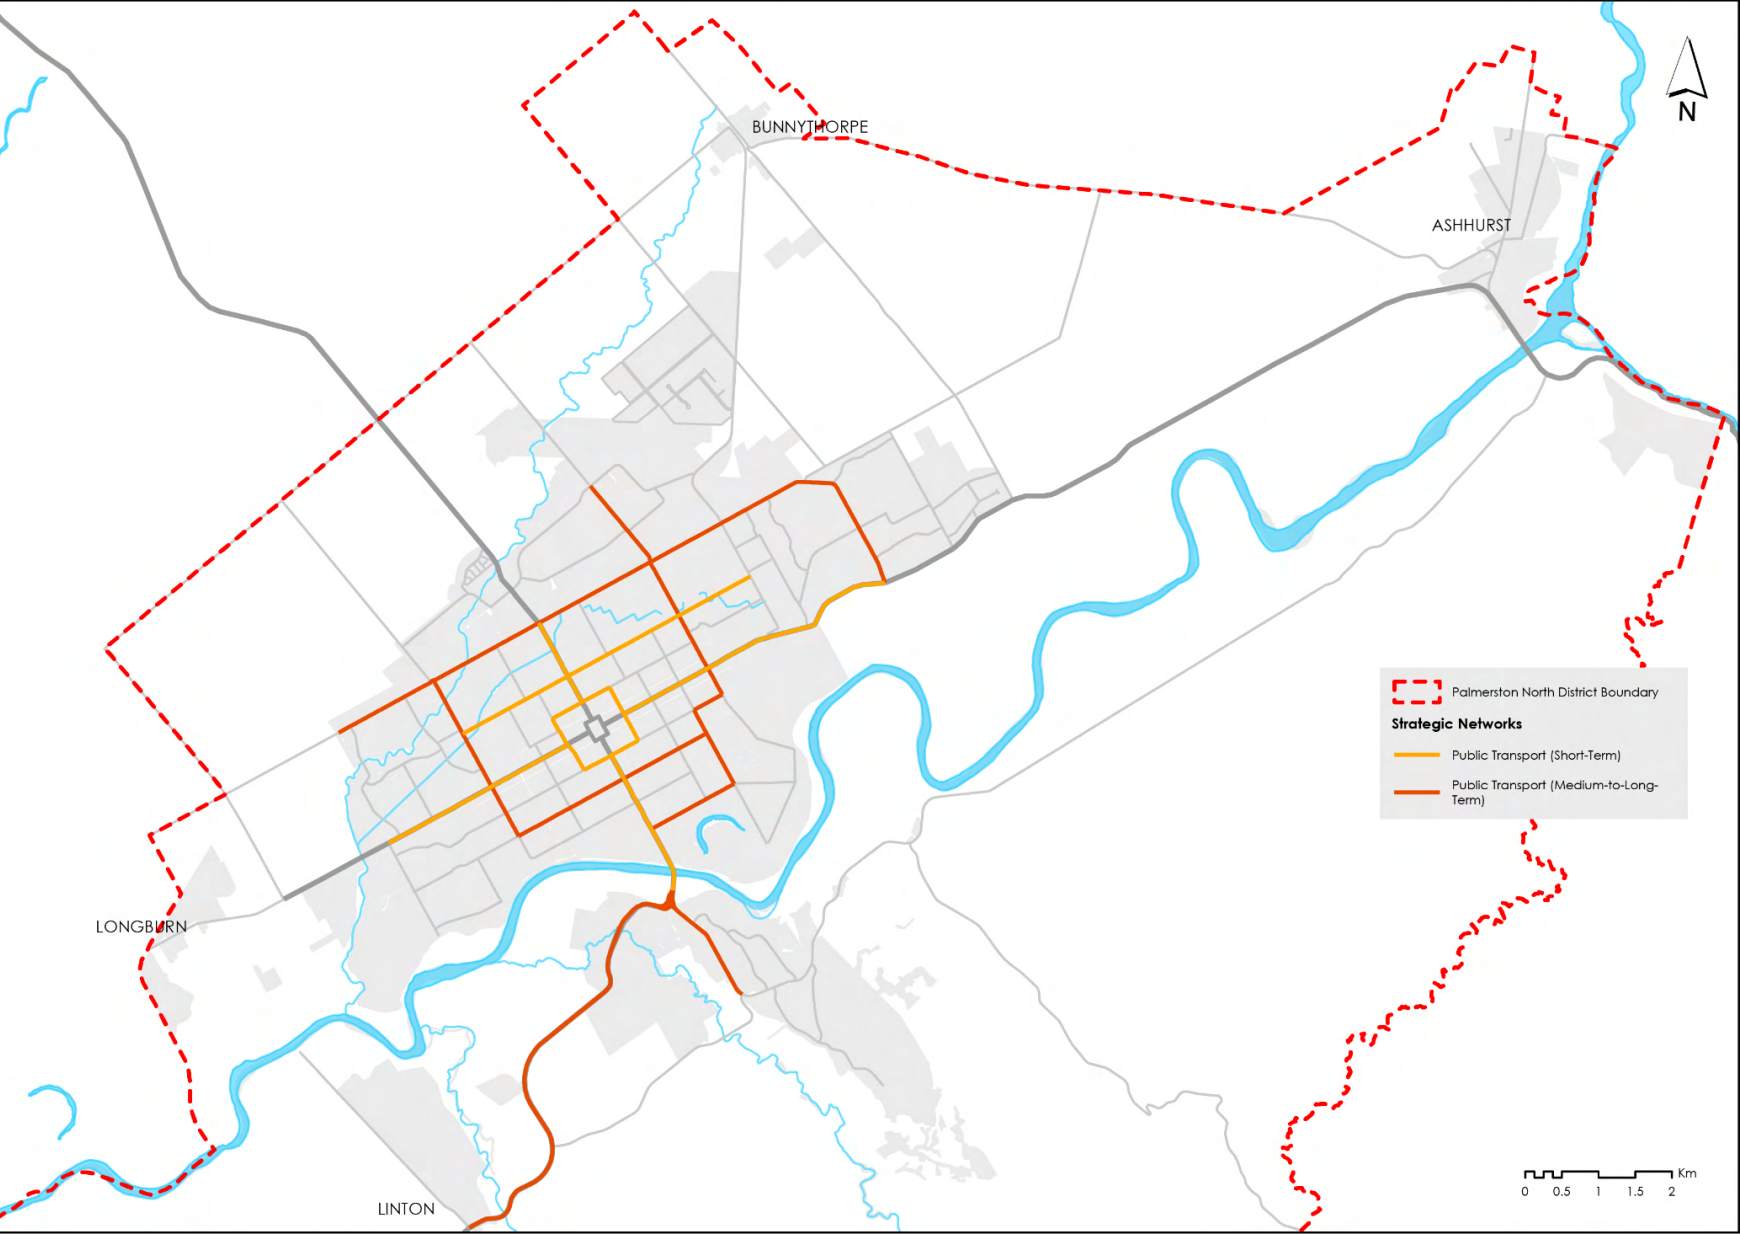 N
BUNNYTHORPE
ASHHURST
Palmerston North District Boundary
Strategic Networks
Public Transport (Short-Term)
Public Transport (Medium-to-Long-
Term)
LONGBURN
LINTON
Km
0 0.5 1 1.5 2